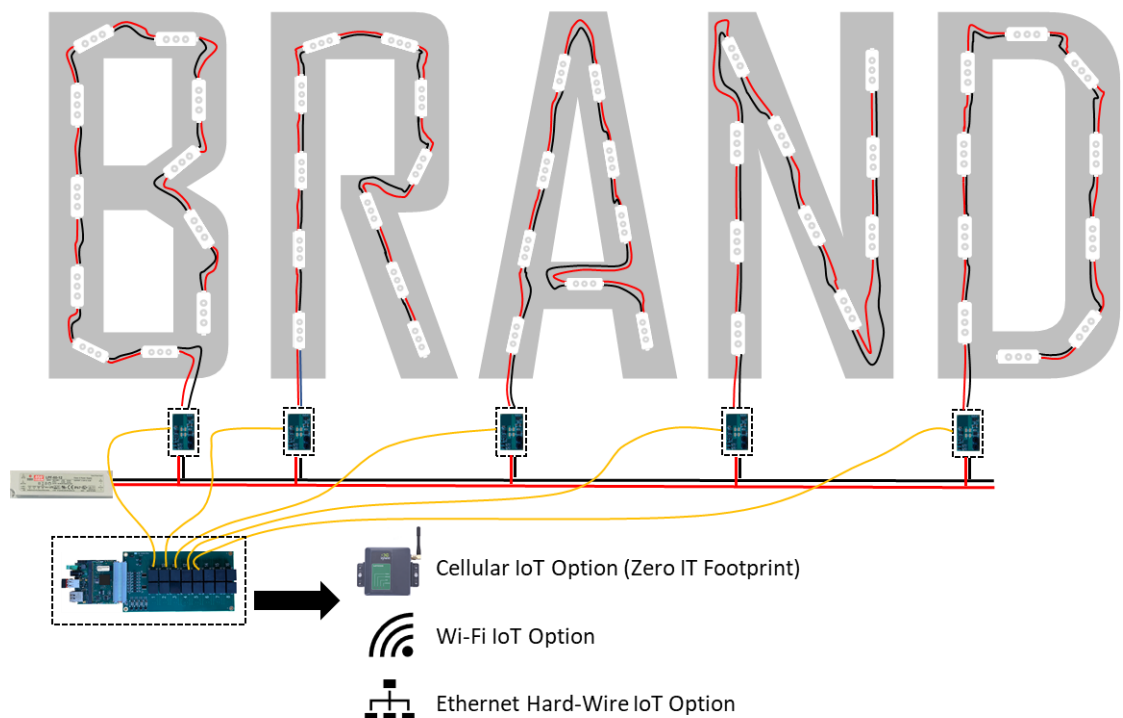 BRAND
Cellular IoT Option (Zero IT Footprint)
Wi-Fi IoT Option
Ethernet Hard-Wire IoT Option